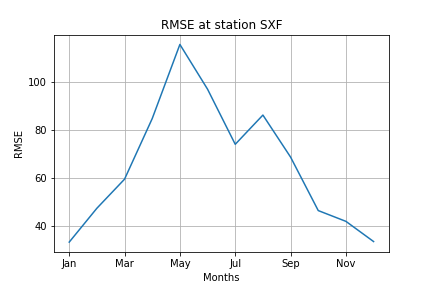 RMSE at station SXF
100
80
60
40
RMSE
Jan Mar May Jul Sep Nov
Months